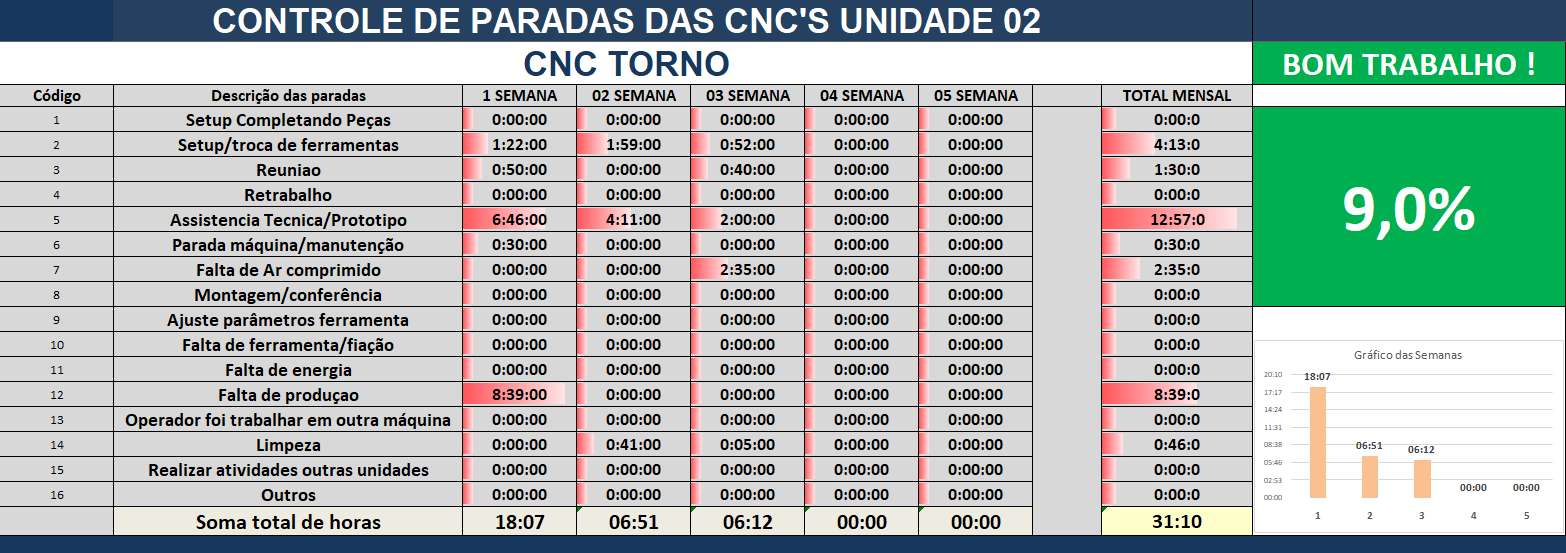 CONTROLE DE PARADAS DAS CNC'S UNIDADE 02
CNC TORNO
BOM TRABALHO !
Código Descrição das paradas 1 SEMANA 02 SEMANA 03 SEMANA 04 SEMANA 05 SEMANA TOTAL MENSAL
1 Setup Completando Peças 0:00:00 0:00:00 0:00:00 0:00:00 0:00:00 0:00:0
2 Setup/troca de ferramentas 1:22:00 1:59:00 0:52:00 0:00:00 0:00:00 4:13:0
3 Reuniao 0:50:00 0:00:00 0:40:00 0:00:00 0:00:00 1:30:0
4 Retrabalho 0:00:00 0:00:00 0:00:00 0:00:00 0:00:00 0:00:0
5 Assistencia Tecnica/Prototipo 6:46:00 4:11:00 2:00:00 0:00:00 0:00:00 12:57:0
6 Parada máquina/manutenção 0:30:00 0:00:00 0:00:00 0:00:00 0:00:00 0:30:0
7 Falta de Ar comprimido 0:00:00 0:00:00 2:35:00 0:00:00 0:00:00 2:35:0
8 Montagem/conferência 0:00:00 0:00:00 0:00:00 0:00:00 0:00:00 0:00:0
9 Ajuste parâmetros ferramenta 0:00:00 0:00:00 0:00:00 0:00:00 0:00:00 0:00:0
10 Falta de ferramenta/fiação 0:00:00 0:00:00 0:00:00 0:00:00 0:00:00 0:00:0
11 Falta de energia 0:00:00 0:00:00 0:00:00 0:00:00 0:00:00 0:00:0
12 Falta de produçao 8:39:00 0:00:00 0:00:00 0:00:00 0:00:00 8:39:0
13 Operador foi trabalhar em outra máquina 0:00:00 0:00:00 0:00:00 0:00:00 0:00:00 0:00:0
14 Limpeza 0:00:00 0:41:00 0:05:00 0:00:00 0:00:00 0:46:0
15 Realizar atividades outras unidades 0:00:00 0:00:00 0:00:00 0:00:00 0:00:00 0:00:0
16 Outros 0:00:00 0:00:00 0:00:00 0:00:00 0:00:00 0:00:0
Soma total de horas 18:07 06:51 06:12 00:00 00:00 31:10
9,0%
Gráfico das Semanas
20:10
17:17
14:24
11:31
08:38
05:46
02:53
00:00
18:07 06:51 06:12 00:00 00:00
1 2 3 4 5